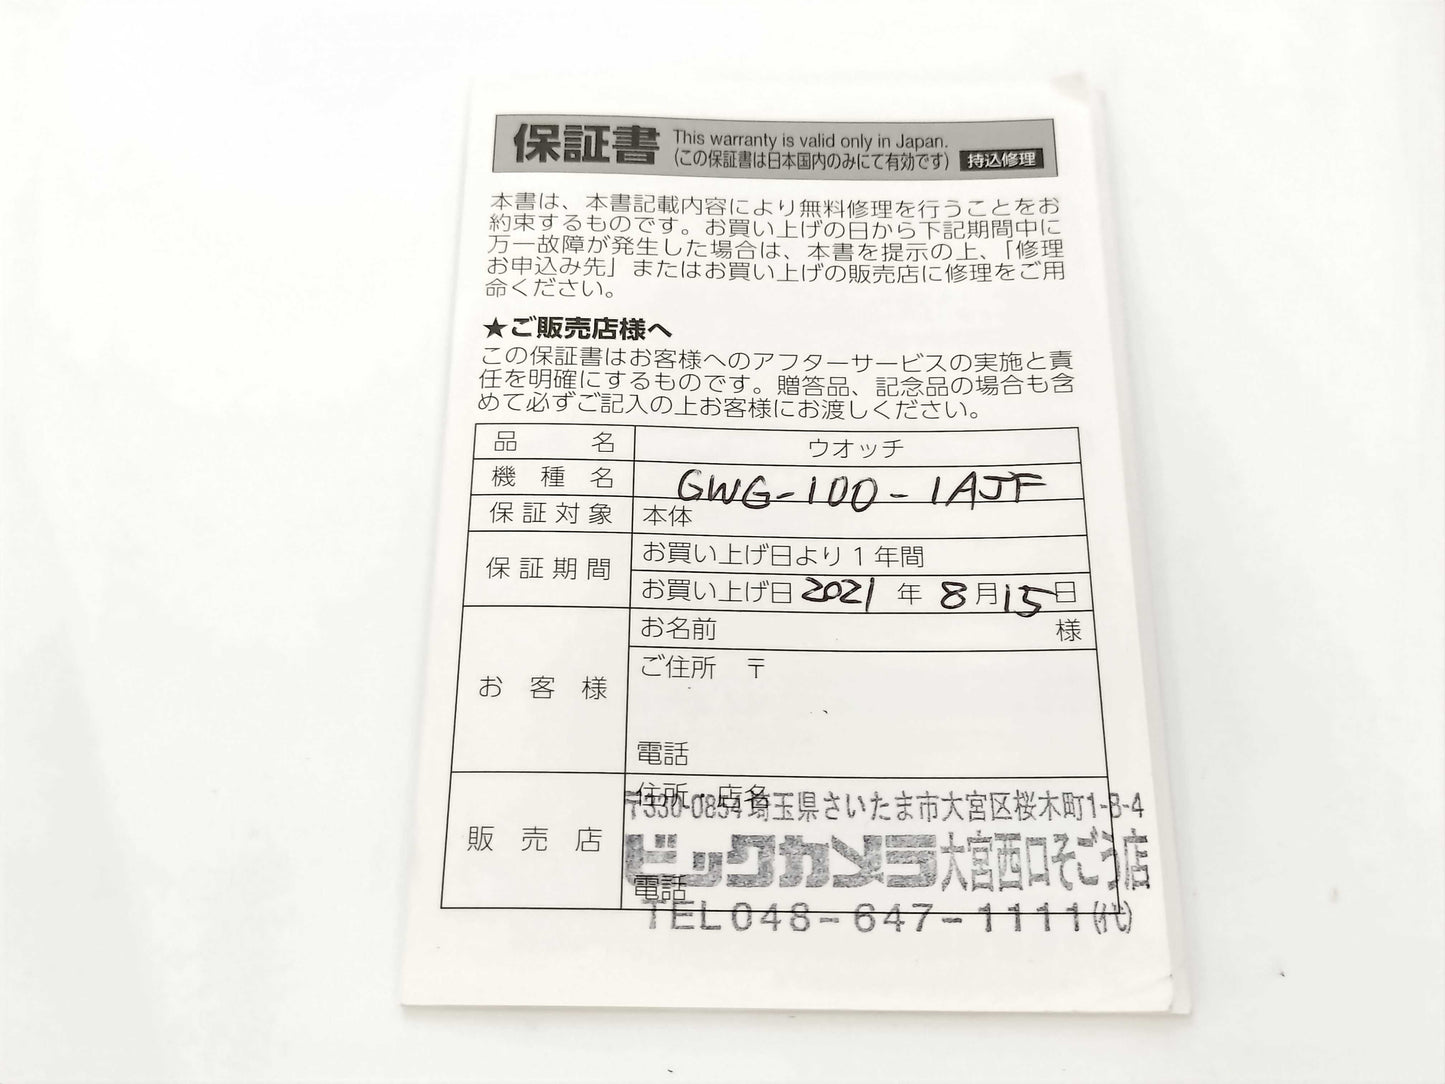 保証書 This warranty is valid only in Japan.
(この保証書は日本国内のみにて有効です) 持込修理
本書は、本書記載内容により無料修理を行うことをお
約束するものです。お買い上げの日から下記期間中に
万一故障が発生した場合は、本書を提示の上、「修理
お申込み先」またはお買い上げの販売店に修理をご用
命ください。
★ご販売店様へ
この保証書はお客様へのアフターサービスの実施と責
任を明確にするものです。贈答品、記念品の場合も含
めて必ずご記入の上お客様にお渡しください。
品名 ウオッチ
機種名 GWG-100-1AJF
保証対象 本体
保証期間 お買い上げ日より1年間
お買い上げ日 2021 年 8 月 15 日
お客様 お名前 様
ご住所 〒
電話
販売店 住所・店名
〒330-0854 埼玉県さいたま市大宮区桜木町1-8-4
ビックカメラ 大宮西口そごう店
電話
TEL048-647-1111(代)